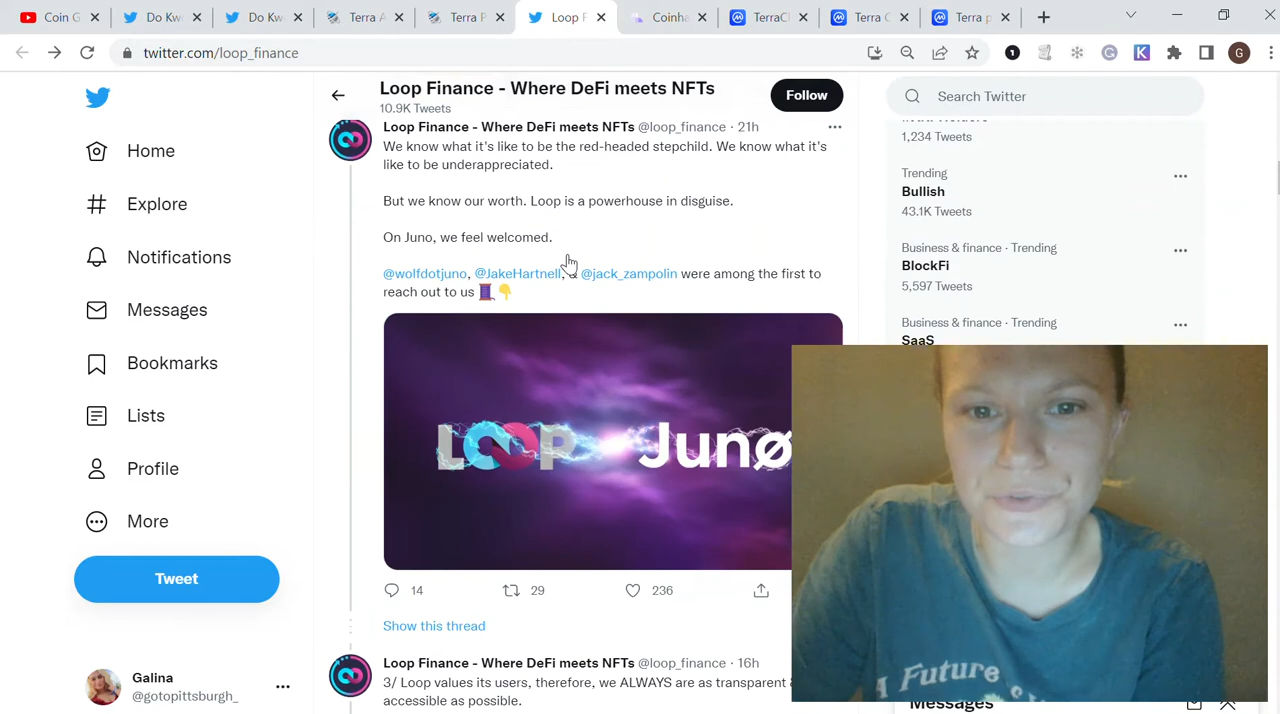 Coin G
Do Kw
Do Kw
Terra A
Terra P
Loop F
Coinha
TerraCl
Terra C
Terra p
twitter.com/loop_finance
G
Loop Finance - Where DeFi meets NFTs
10.9K Tweets
Follow
Search Twitter
Home
Explore
Notifications
Messages
Bookmarks
Lists
Profile
More
Tweet
Galina
@gotopittsburgh_
Loop Finance - Where DeFi meets NFTs @loop_finance · 21h
We know what it's like to be the red-headed stepchild. We know what it's
like to be underappreciated.
But we know our worth. Loop is a powerhouse in disguise.
On Juno, we feel welcomed.
@wolfdotjuno, @JakeHartnell, & @jack_zampolin were among the first to
reach out to us 🧵👇
LOOP Junø
14 29 236
Show this thread
Loop Finance - Where DeFi meets NFTs @loop_finance · 16h
3/ Loop values its users, therefore, we ALWAYS are as transparent
accessible as possible.
1,234 Tweets
Trending
Bullish
43.1K Tweets
Business & finance · Trending
BlockFi
5,597 Tweets
Business & finance · Trending
SaaS
A Future
Messages